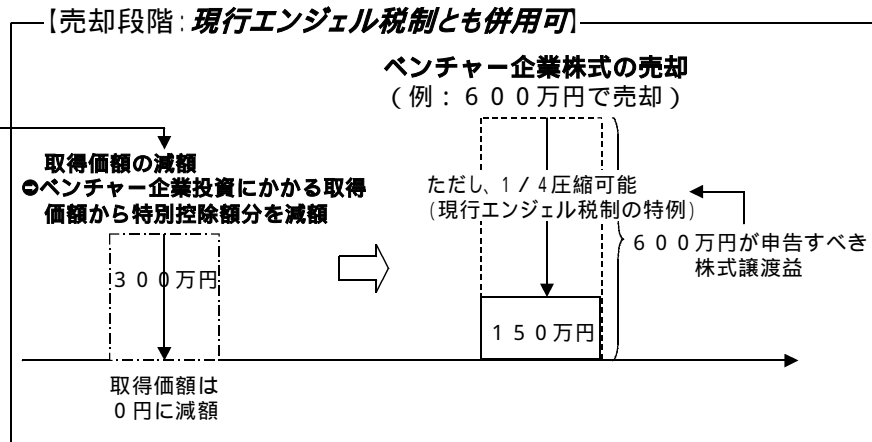 【売却段階：現行エンジェル税制とも併用可】
ベンチャー企業株式の売却
（例：６００万円で売却）
取得価額の減額
➲ベンチャー企業投資にかかる取得
価額から特別控除額分を減額
ただし、1/4圧縮可能
(現行エンジェル税制の特例)
６００万円が申告すべき
株式譲渡益
３００万円
１５０万円
取得価額は
０円に減額